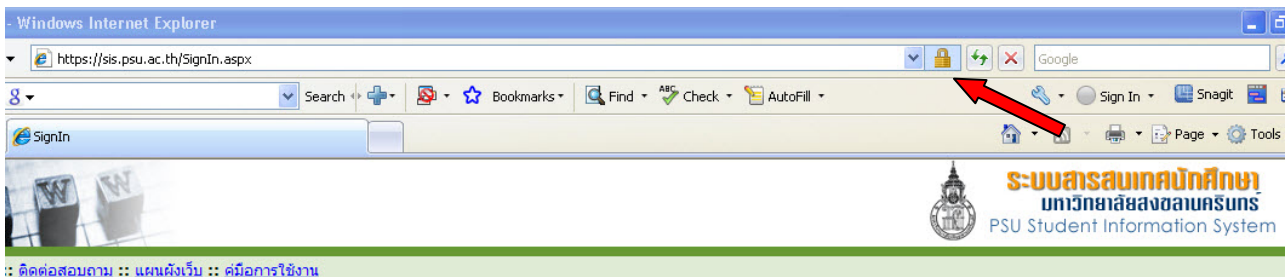 - Windows Internet Explorer
https://sis.psu.ac.th/SignIn.aspx
Google
8 Search Bookmarks Find ABC Check AutoFill Sign In Snagit
SignIn
Page Tools
W W
ระบบสารสนเทศนักศึกษา
มหาวิทยาลัยสงขลานครินทร์
PSU Student Information System
:: ติดต่อสอบถาม :: แผนผังเว็บ :: คู่มือการใช้งาน